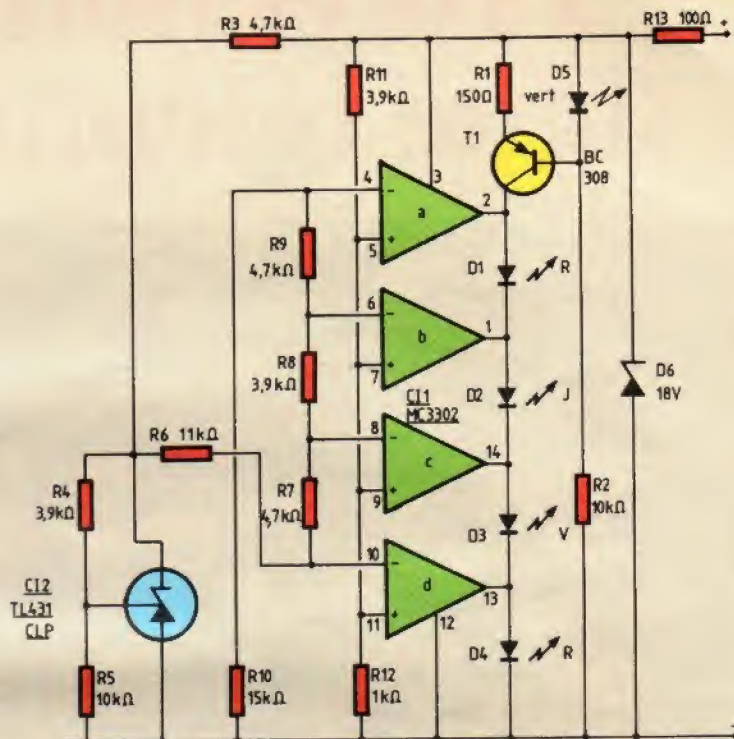 R3 4,7kΩ
R13 100Ω
+
R11
3,9kΩ
R1
150Ω
D5
vert
T1
BC
308
4
-
3
a
2
5
+
R9
4,7kΩ
D1
R
6
-
b
1
7
+
R8
3,9kΩ
CI1
MC3302
D2
J
D6
18V
8
-
c
14
9
+
R6 11kΩ
R4
3,9kΩ
R7
4,7kΩ
D3
V
R2
10kΩ
10
-
d
13
11
+
12
CI2
TL431
CLP
D4
R
R5
10kΩ
R10
15kΩ
R12
1kΩ
-